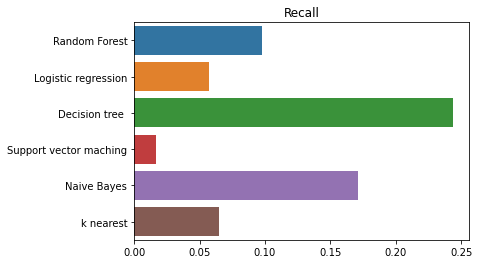 Recall
Random Forest
Logistic regression
Decision tree
Support vector maching
Naive Bayes
k nearest
0.00 0.05 0.10 0.15 0.20 0.25